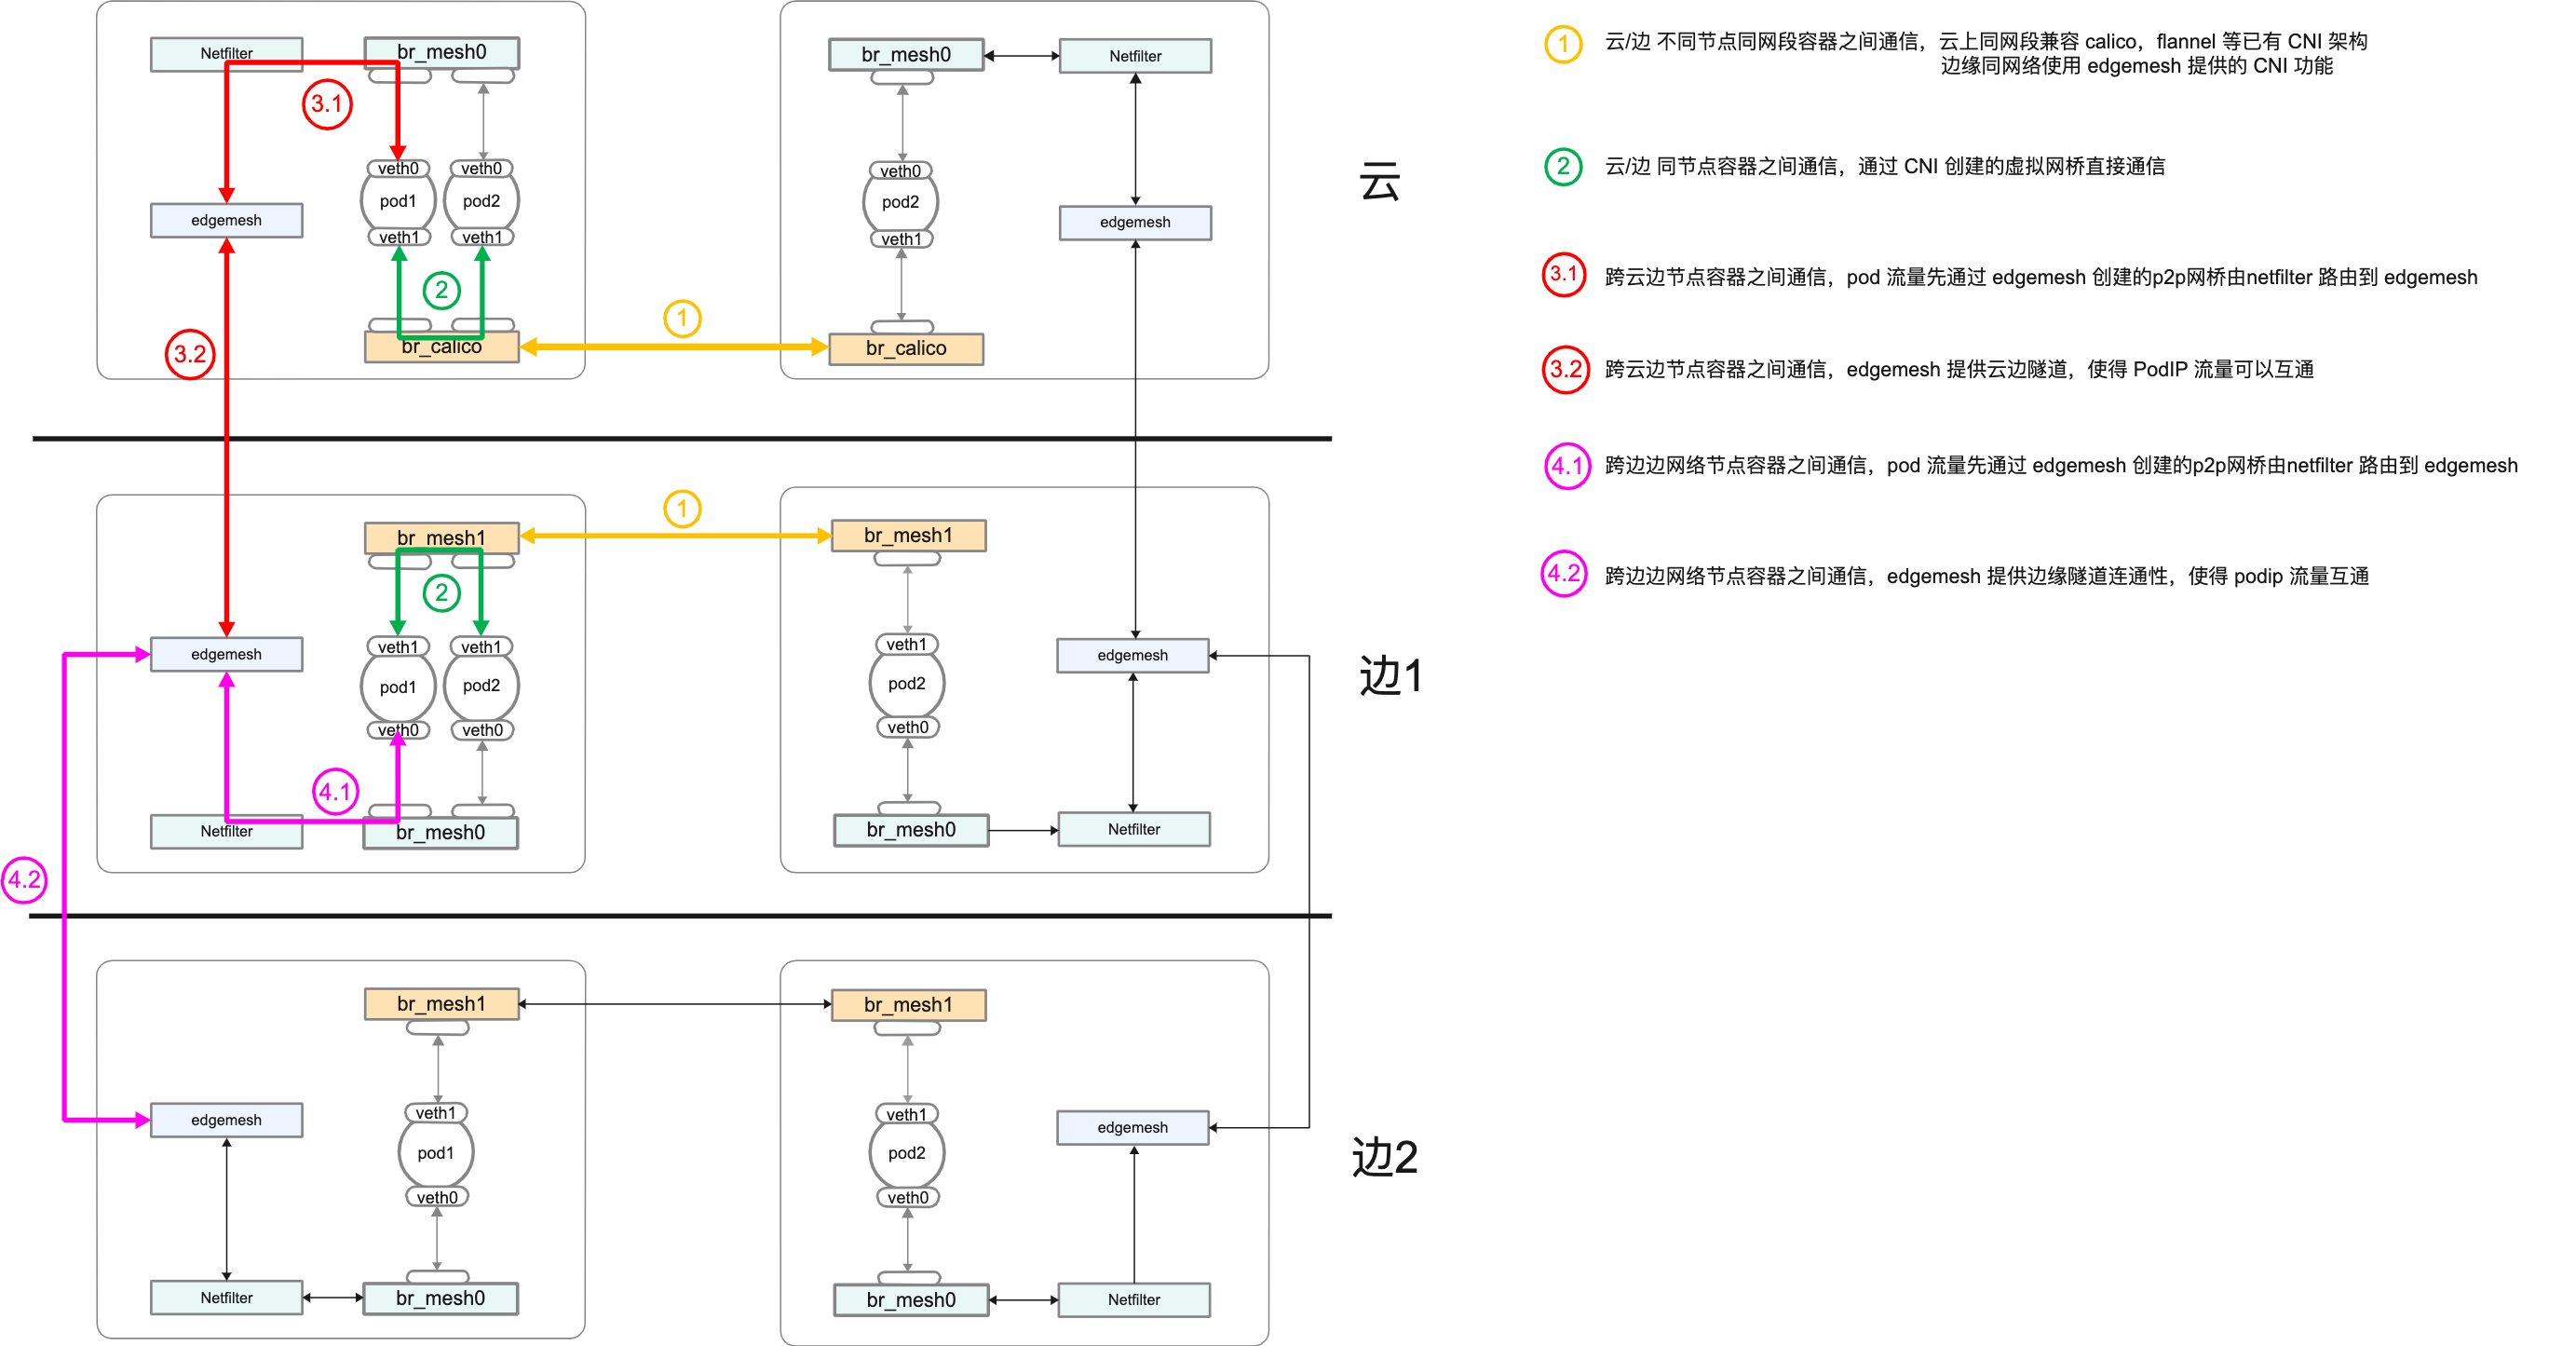 Netfilter
br_mesh0
3.1
veth0
veth0
pod1
pod2
edgemesh
veth1
veth1
2
br_calico
3.2
1
br_mesh0
Netfilter
veth0
pod2
edgemesh
veth1
br_calico
云
br_mesh1
1
2
edgemesh
veth1
veth1
pod1
pod2
veth0
veth0
4.1
Netfilter
br_mesh0
4.2
br_mesh1
veth1
edgemesh
pod2
veth0
br_mesh0
Netfilter
边1
br_mesh1
edgemesh
veth1
pod1
veth0
Netfilter
br_mesh0
br_mesh1
veth1
edgemesh
pod2
veth0
br_mesh0
Netfilter
边2
1 云/边 不同节点同网段容器之间通信，云上同网段兼容 calico，flannel 等已有 CNI 架构
边缘同网络使用 edgemesh 提供的 CNI 功能
2 云/边 同节点容器之间通信，通过 CNI 创建的虚拟网桥直接通信
3.1 跨云边节点容器之间通信，pod 流量先通过 edgemesh 创建的p2p网桥由netfilter 路由到 edgemesh
3.2 跨云边节点容器之间通信，edgemesh 提供云边隧道，使得 PodIP 流量可以互通
4.1 跨边边网络节点容器之间通信，pod 流量先通过 edgemesh 创建的p2p网桥由netfilter 路由到 edgemesh
4.2 跨边边网络节点容器之间通信，edgemesh 提供边缘隧道连通性，使得 podip 流量互通